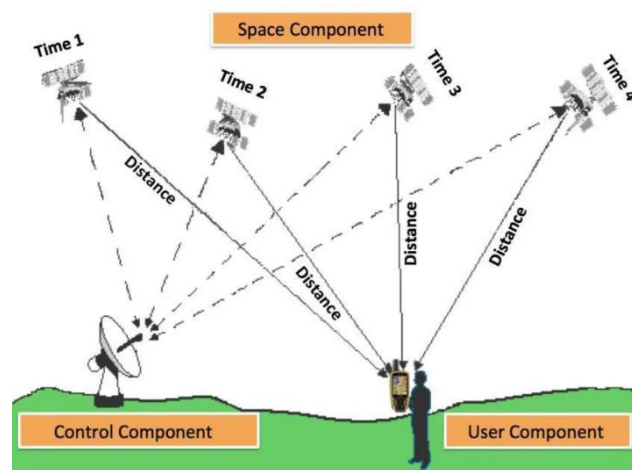 Space Component
Time 1
Time 2
Time 3
Time 4
Distance
Distance
Distance
Distance
Control Component
User Component